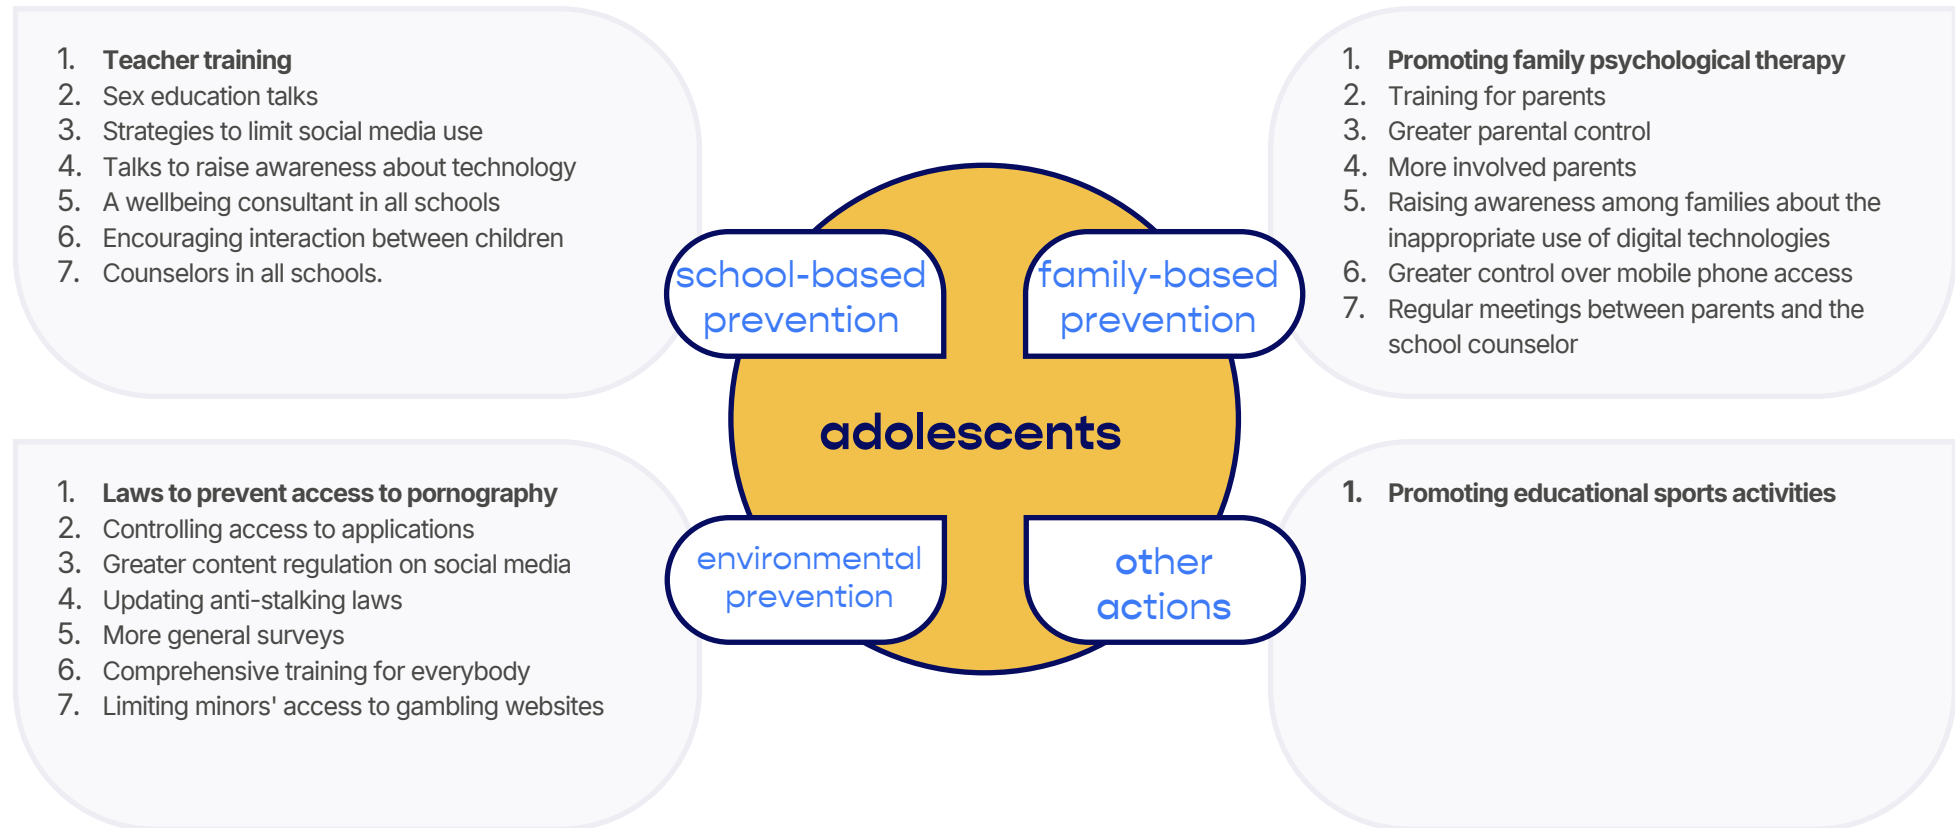 1. Teacher training
2. Sex education talks
3. Strategies to limit social media use
4. Talks to raise awareness about technology
5. A wellbeing consultant in all schools
6. Encouraging interaction between children
7. Counselors in all schools.
1. Promoting family psychological therapy
2. Training for parents
3. Greater parental control
4. More involved parents
5. Raising awareness among families about the
inappropriate use of digital technologies
6. Greater control over mobile phone access
7. Regular meetings between parents and the
school counselor
school-based
prevention
family-based
prevention
adolescents
1. Laws to prevent access to pornography
2. Controlling access to applications
3. Greater content regulation on social media
4. Updating anti-stalking laws
5. More general surveys
6. Comprehensive training for everybody
7. Limiting minors' access to gambling websites
environmental
prevention
other
actions
1. Promoting educational sports activities